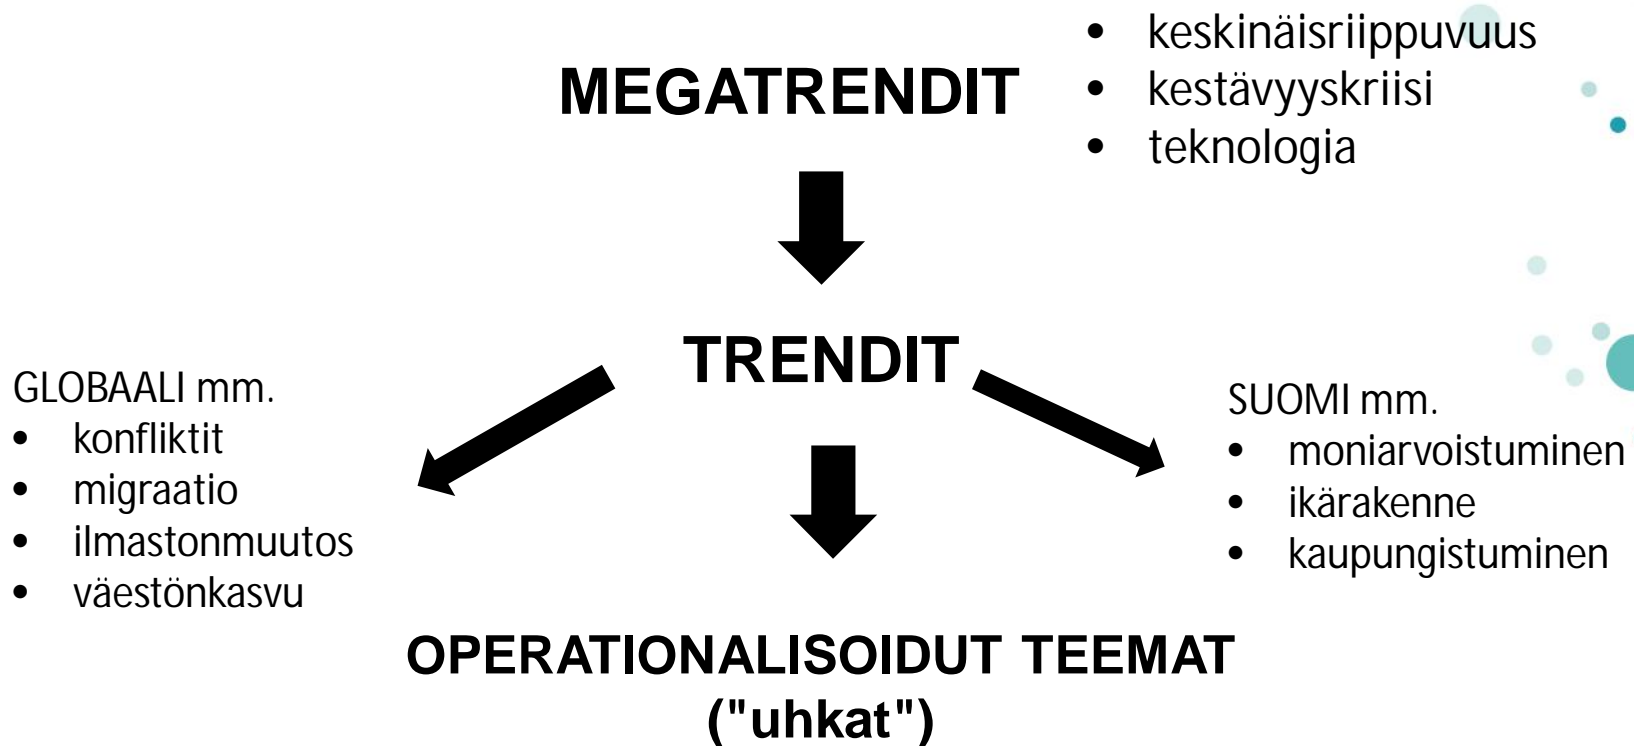 MEGATRENDIT
• keskinäisriippuvuus
• kestävyyskriisi
• teknologia
TRENDIT
GLOBAALI mm.
• konfliktit
• migraatio
• ilmastonmuutos
• väestönkasvu
SUOMI mm.
• moniarvoistuminen
• ikärakenne
• kaupungistuminen
OPERATIONALISOIDUT TEEMAT
("uhkat")